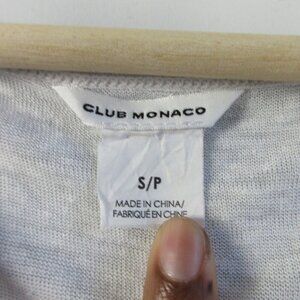 CLUB MONACO
S/P
MADE IN CHINA/
FABRIQUÉ EN CHINE